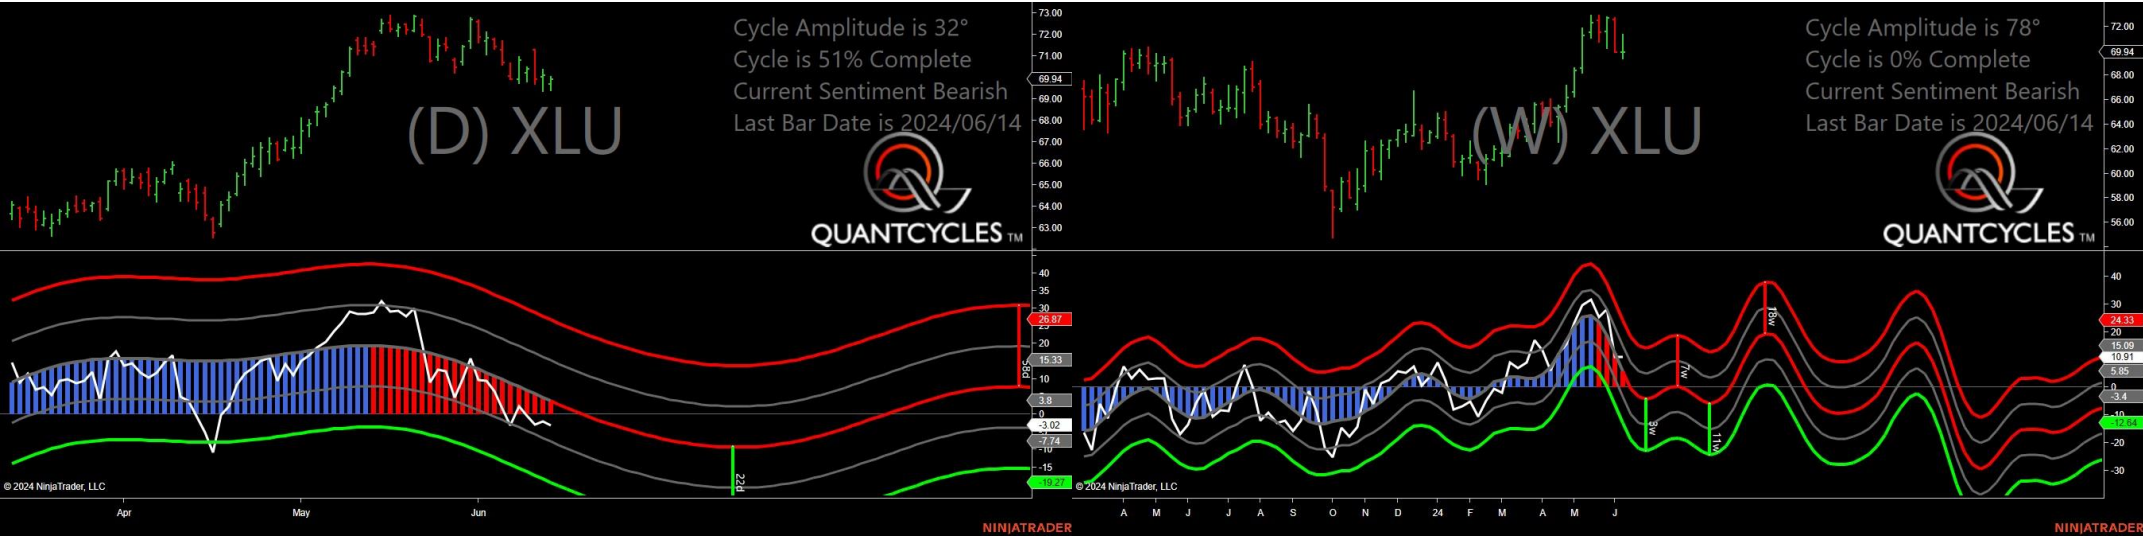 Cycle Amplitude is 32°
Cycle is 51% Complete
Current Sentiment Bearish
Last Bar Date is 2024/06/14
(D) XLU
QUANTCYCLES TM
73.00
72.00
71.00
69.94
69.00
68.00
67.00
66.00
65.00
64.00
63.00
40
35
30
26.87
15.33
10
3.8
0
-3.02
-7.74
-10
-15
-19.27
58d
22d
© 2024 NinjaTrader, LLC
Apr May Jun
NINJATRADER
Cycle Amplitude is 78°
Cycle is 0% Complete
Current Sentiment Bearish
Last Bar Date is 2024/06/14
(W) XLU
QUANTCYCLES TM
72.00
69.94
68.00
66.00
64.00
62.00
60.00
58.00
56.00
40
30
24.33
20
15.09
10.91
5.85
0
-3.4
-10
-12.64
-20
-30
18w
7w
11w
© 2024 NinjaTrader, LLC
A M J J A S O N D 24 F M A M J
NINJATRADER